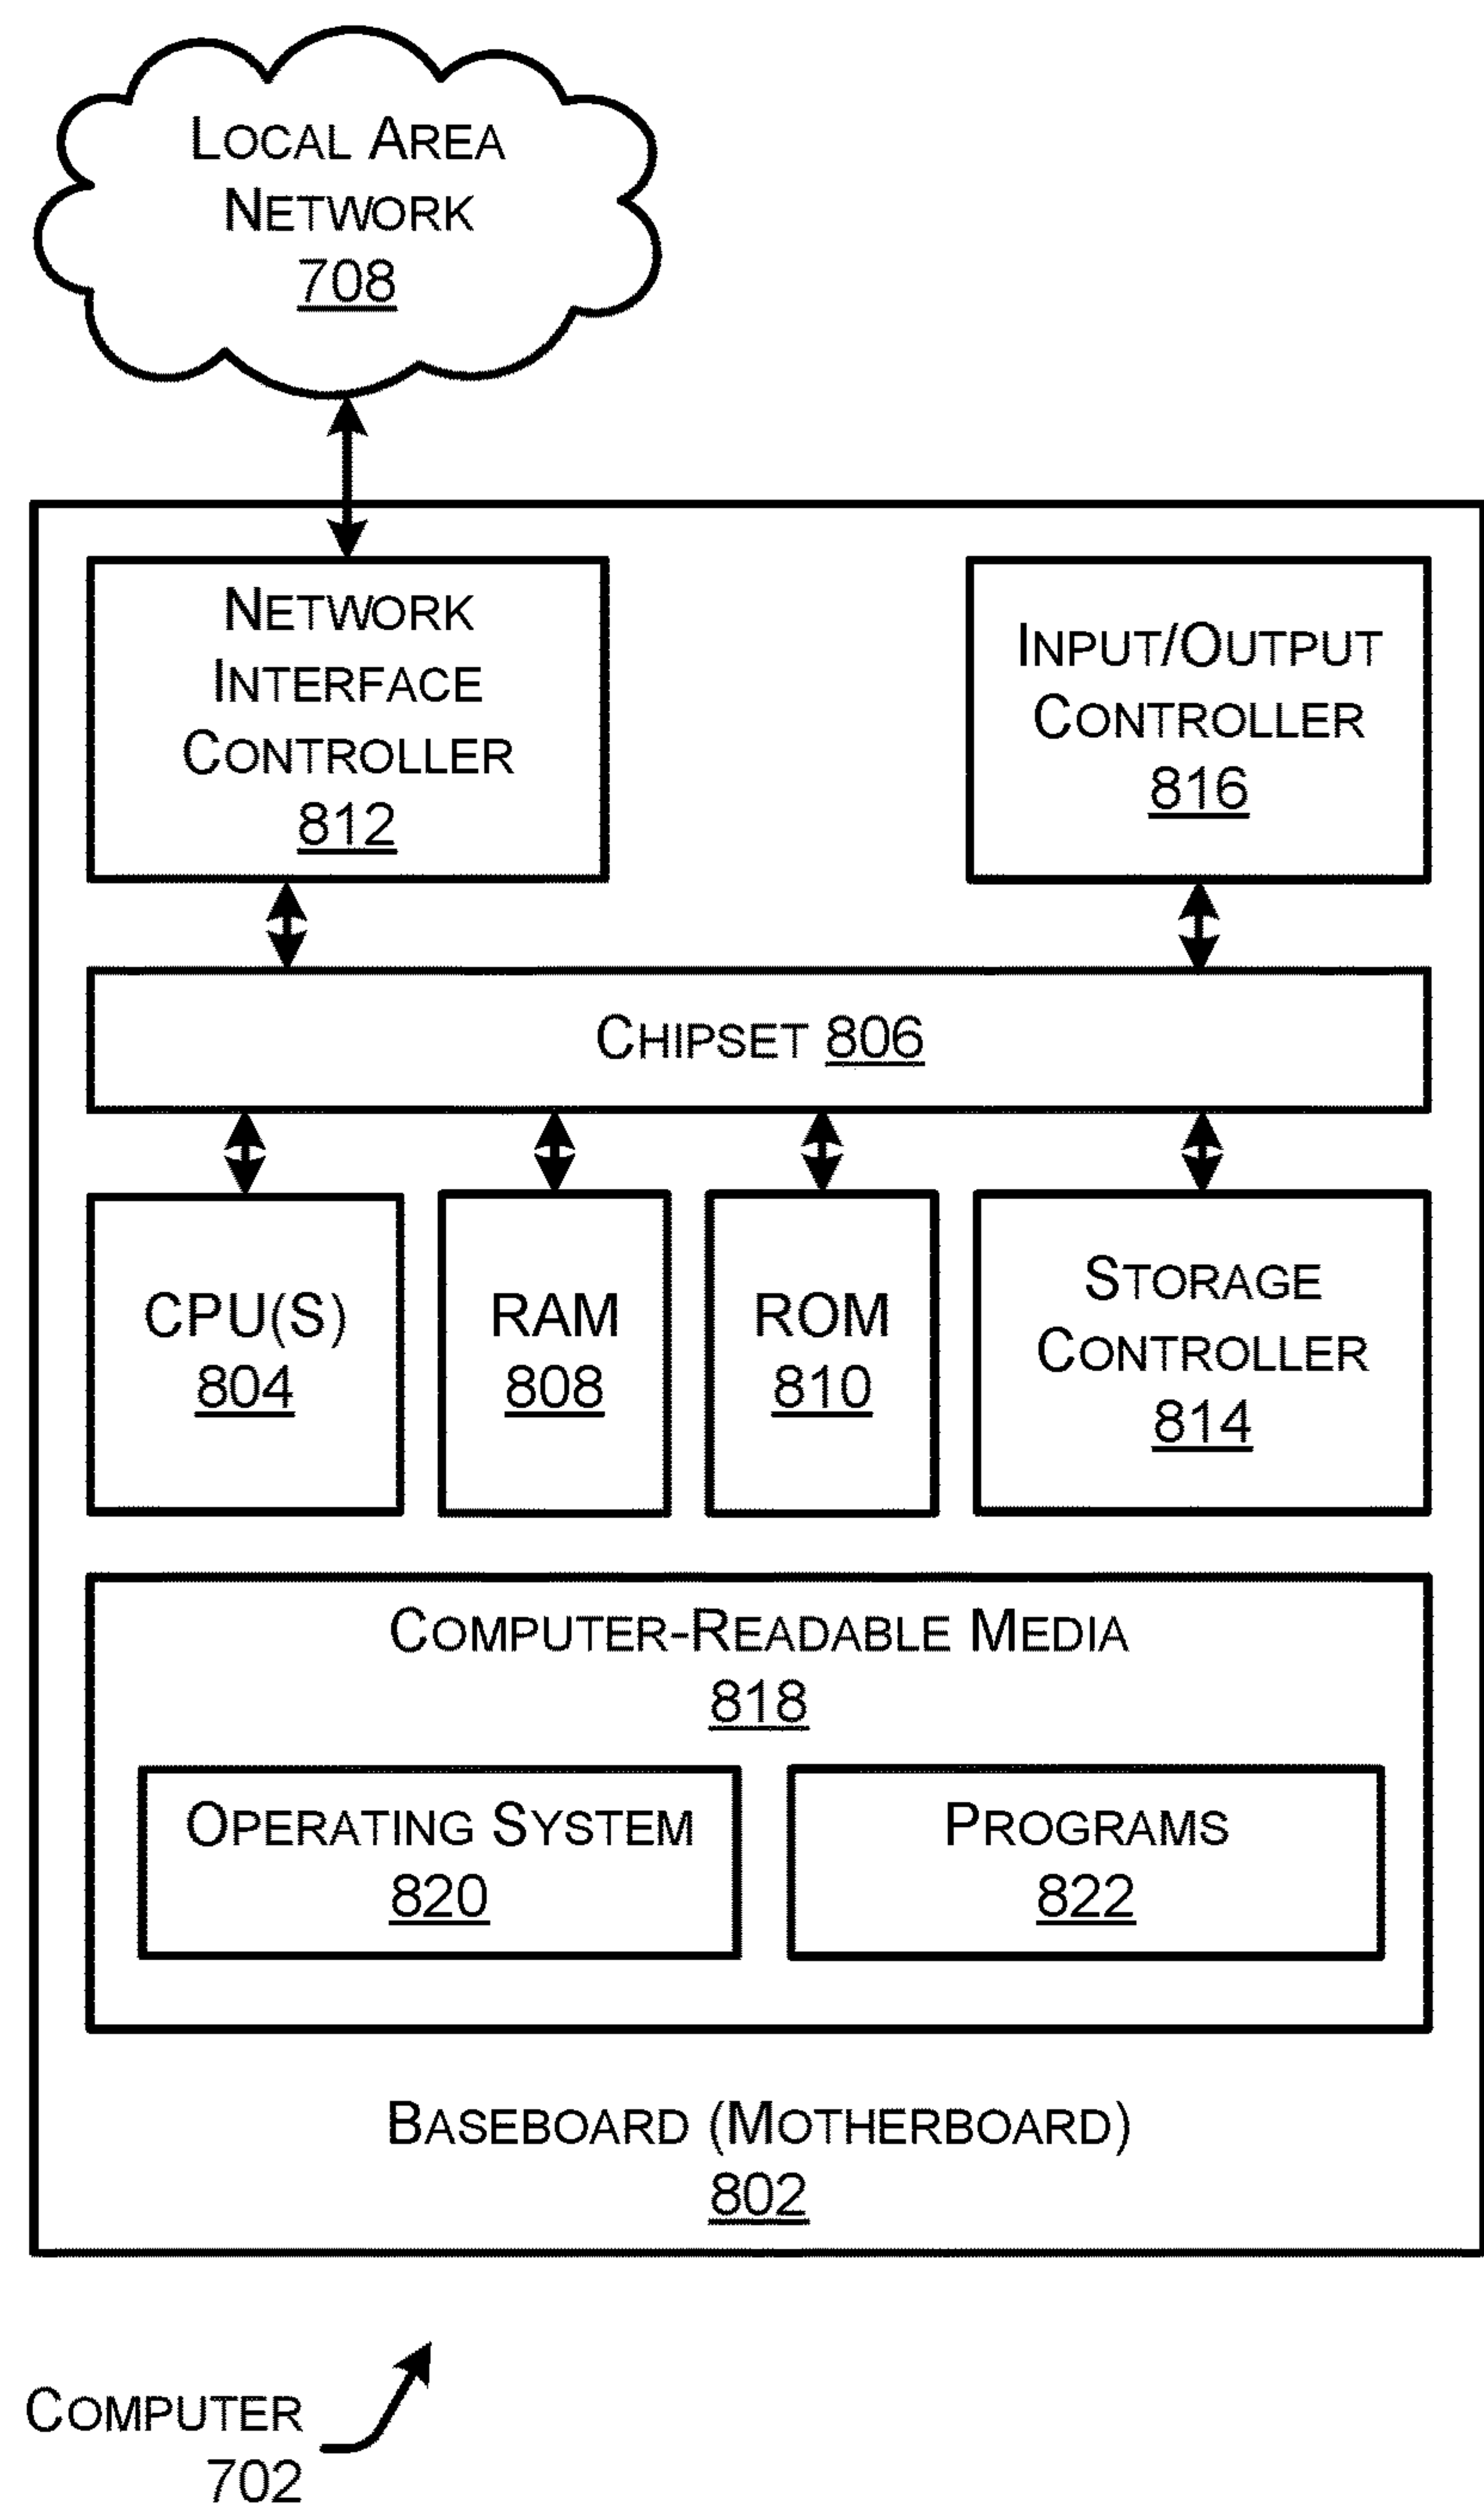 LOCAL AREA
NETWORK
708
NETWORK
INTERFACE
CONTROLLER
812
INPUT/OUTPUT
CONTROLLER
816
CHIPSET 806
CPU(S)
804
RAM
808
ROM
810
STORAGE
CONTROLLER
814
COMPUTER-READABLE MEDIA
818
OPERATING SYSTEM
820
PROGRAMS
822
BASEBOARD (MOTHERBOARD)
802
COMPUTER
702